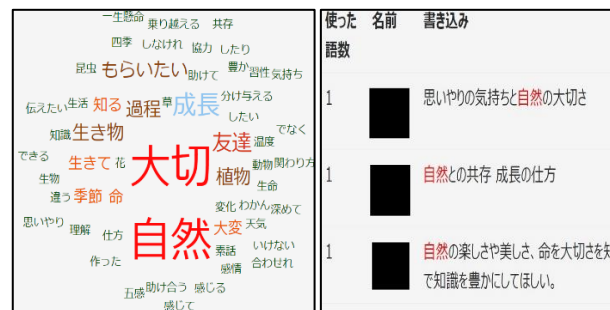 一生懸命 乗り越える 共存
四季 しなけれ 協力 したり
昆虫 もらいたい 助けて 豊か 習性 気持ち
伝えたい 生活 知る 過程 草 成長 分け与える
したい
知識 生き物 友達 温度 でなく
できる 生きて 花 大切 植物 動物 関わり方
生物 生命
違う 季節 命 変化 わかん 深めて
思いやり 理解 仕方 自然 大変 天気
素話 いけない
作った 感情 合わせれ
五感 助け合う 感じる
感じて
使った語数 名前 書き込み
1 思いやりの気持ちと自然の大切さ
1 自然との共存 成長の仕方
1 自然の楽しさや美しさ、命を大切さを知
で知識を豊かにしてほしい。